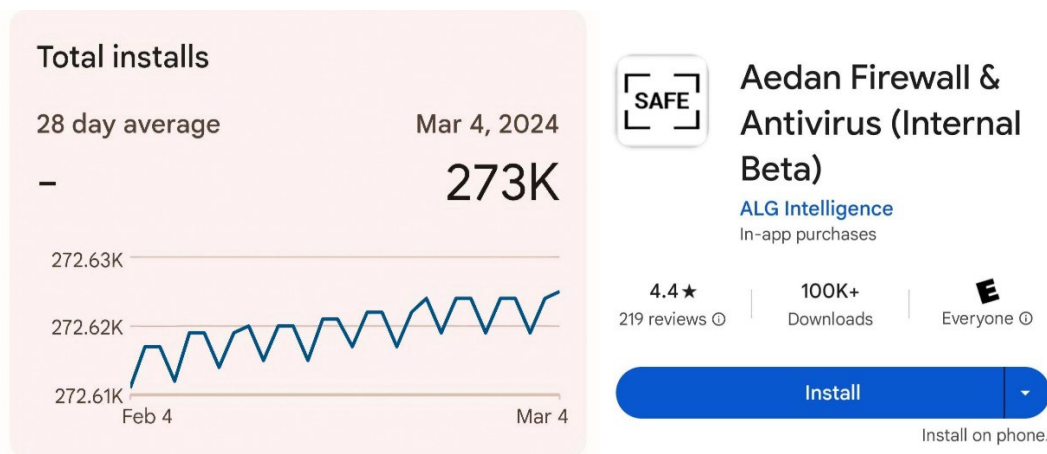 Total installs
28 day average
Mar 4, 2024
-
273K
272.63K
272.62K
272.61K
Feb 4
Mar 4
SAFE
Aedan Firewall &
Antivirus (Internal
Beta)
ALG Intelligence
In-app purchases
4.4★
219 reviews
100K+
Downloads
E
Everyone
Install
Install on phone.